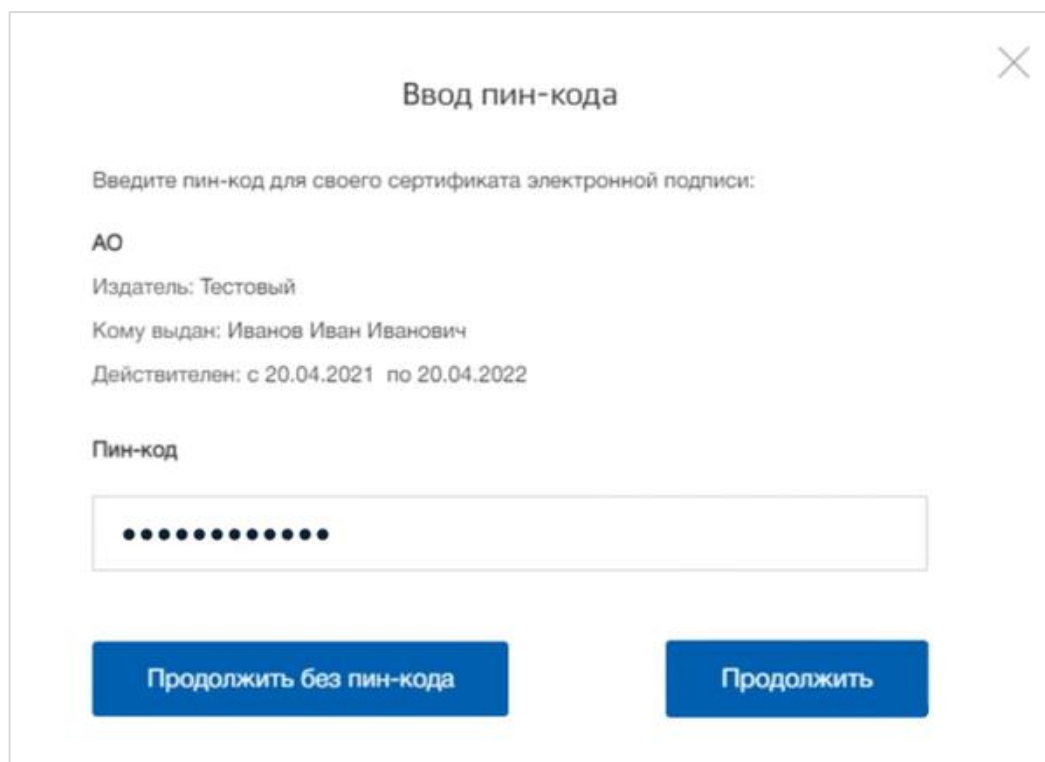 Ввод пин-кода
Введите пин-код для своего сертификата электронной подписи:
АО
Издатель: Тестовый
Кому выдан: Иванов Иван Иванович
Действителен: с 20.04.2021 по 20.04.2022
Пин-код
••••••••••••
Продолжить без пин-кода
Продолжить